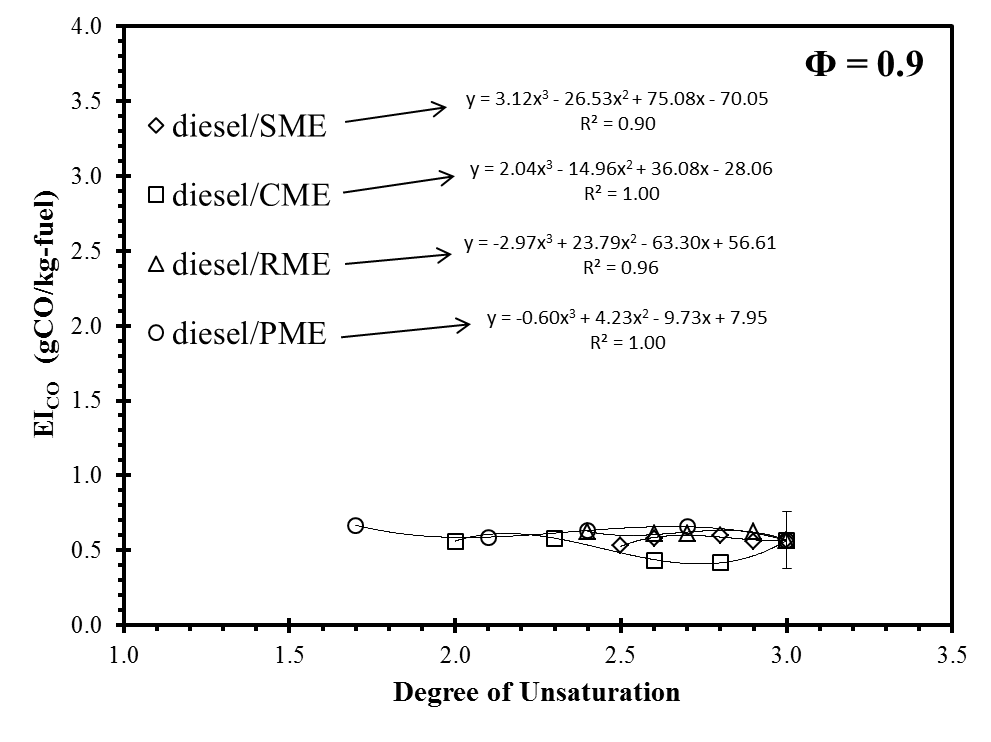 Φ = 0.9
4.0
3.5
3.0
2.5
2.0
1.5
1.0
0.5
0.0
EI_CO (gCO/kg-fuel)
diesel/SME
y = 3.12x³ - 26.53x² + 75.08x - 70.05
R² = 0.90
diesel/CME
y = 2.04x³ - 14.96x² + 36.08x - 28.06
R² = 1.00
diesel/RME
y = -2.97x³ + 23.79x² - 63.30x + 56.61
R² = 0.96
diesel/PME
y = -0.60x³ + 4.23x² - 9.73x + 7.95
R² = 1.00
1.0 1.5 2.0 2.5 3.0 3.5
Degree of Unsaturation